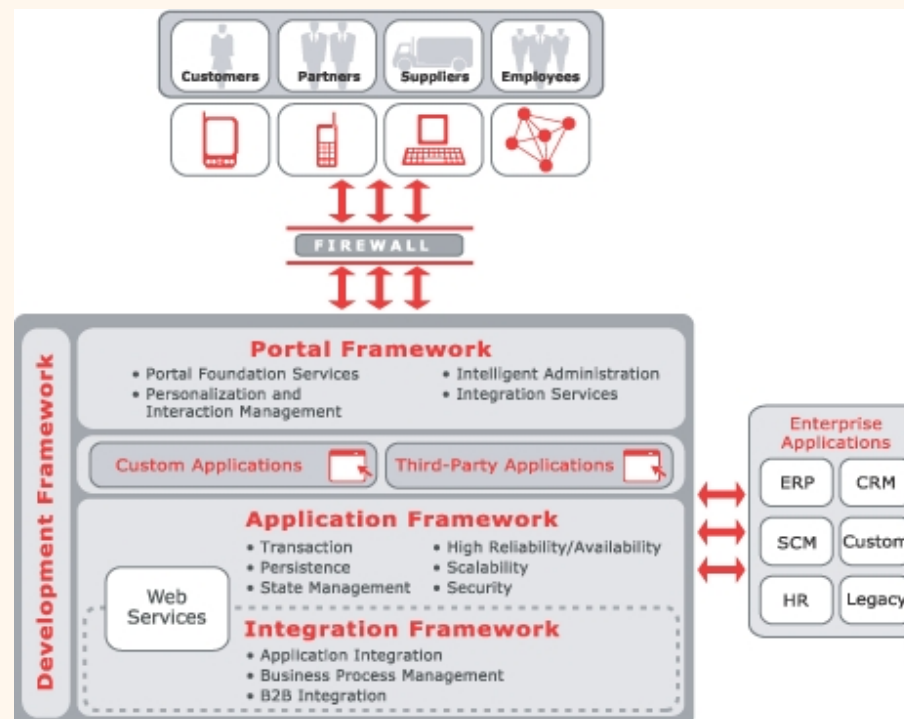 Customers
Partners
Suppliers
Employees
FIREWALL
Development Framework
Portal Framework
• Portal Foundation Services
• Personalization and
Interaction Management
• Intelligent Administration
• Integration Services
Custom Applications
Third-Party Applications
Application Framework
• Transaction
• Persistence
• State Management
• High Reliability/Availability
• Scalability
• Security
Web
Services
Integration Framework
• Application Integration
• Business Process Management
• B2B Integration
Enterprise
Applications
ERP
CRM
SCM
Custom
HR
Legacy